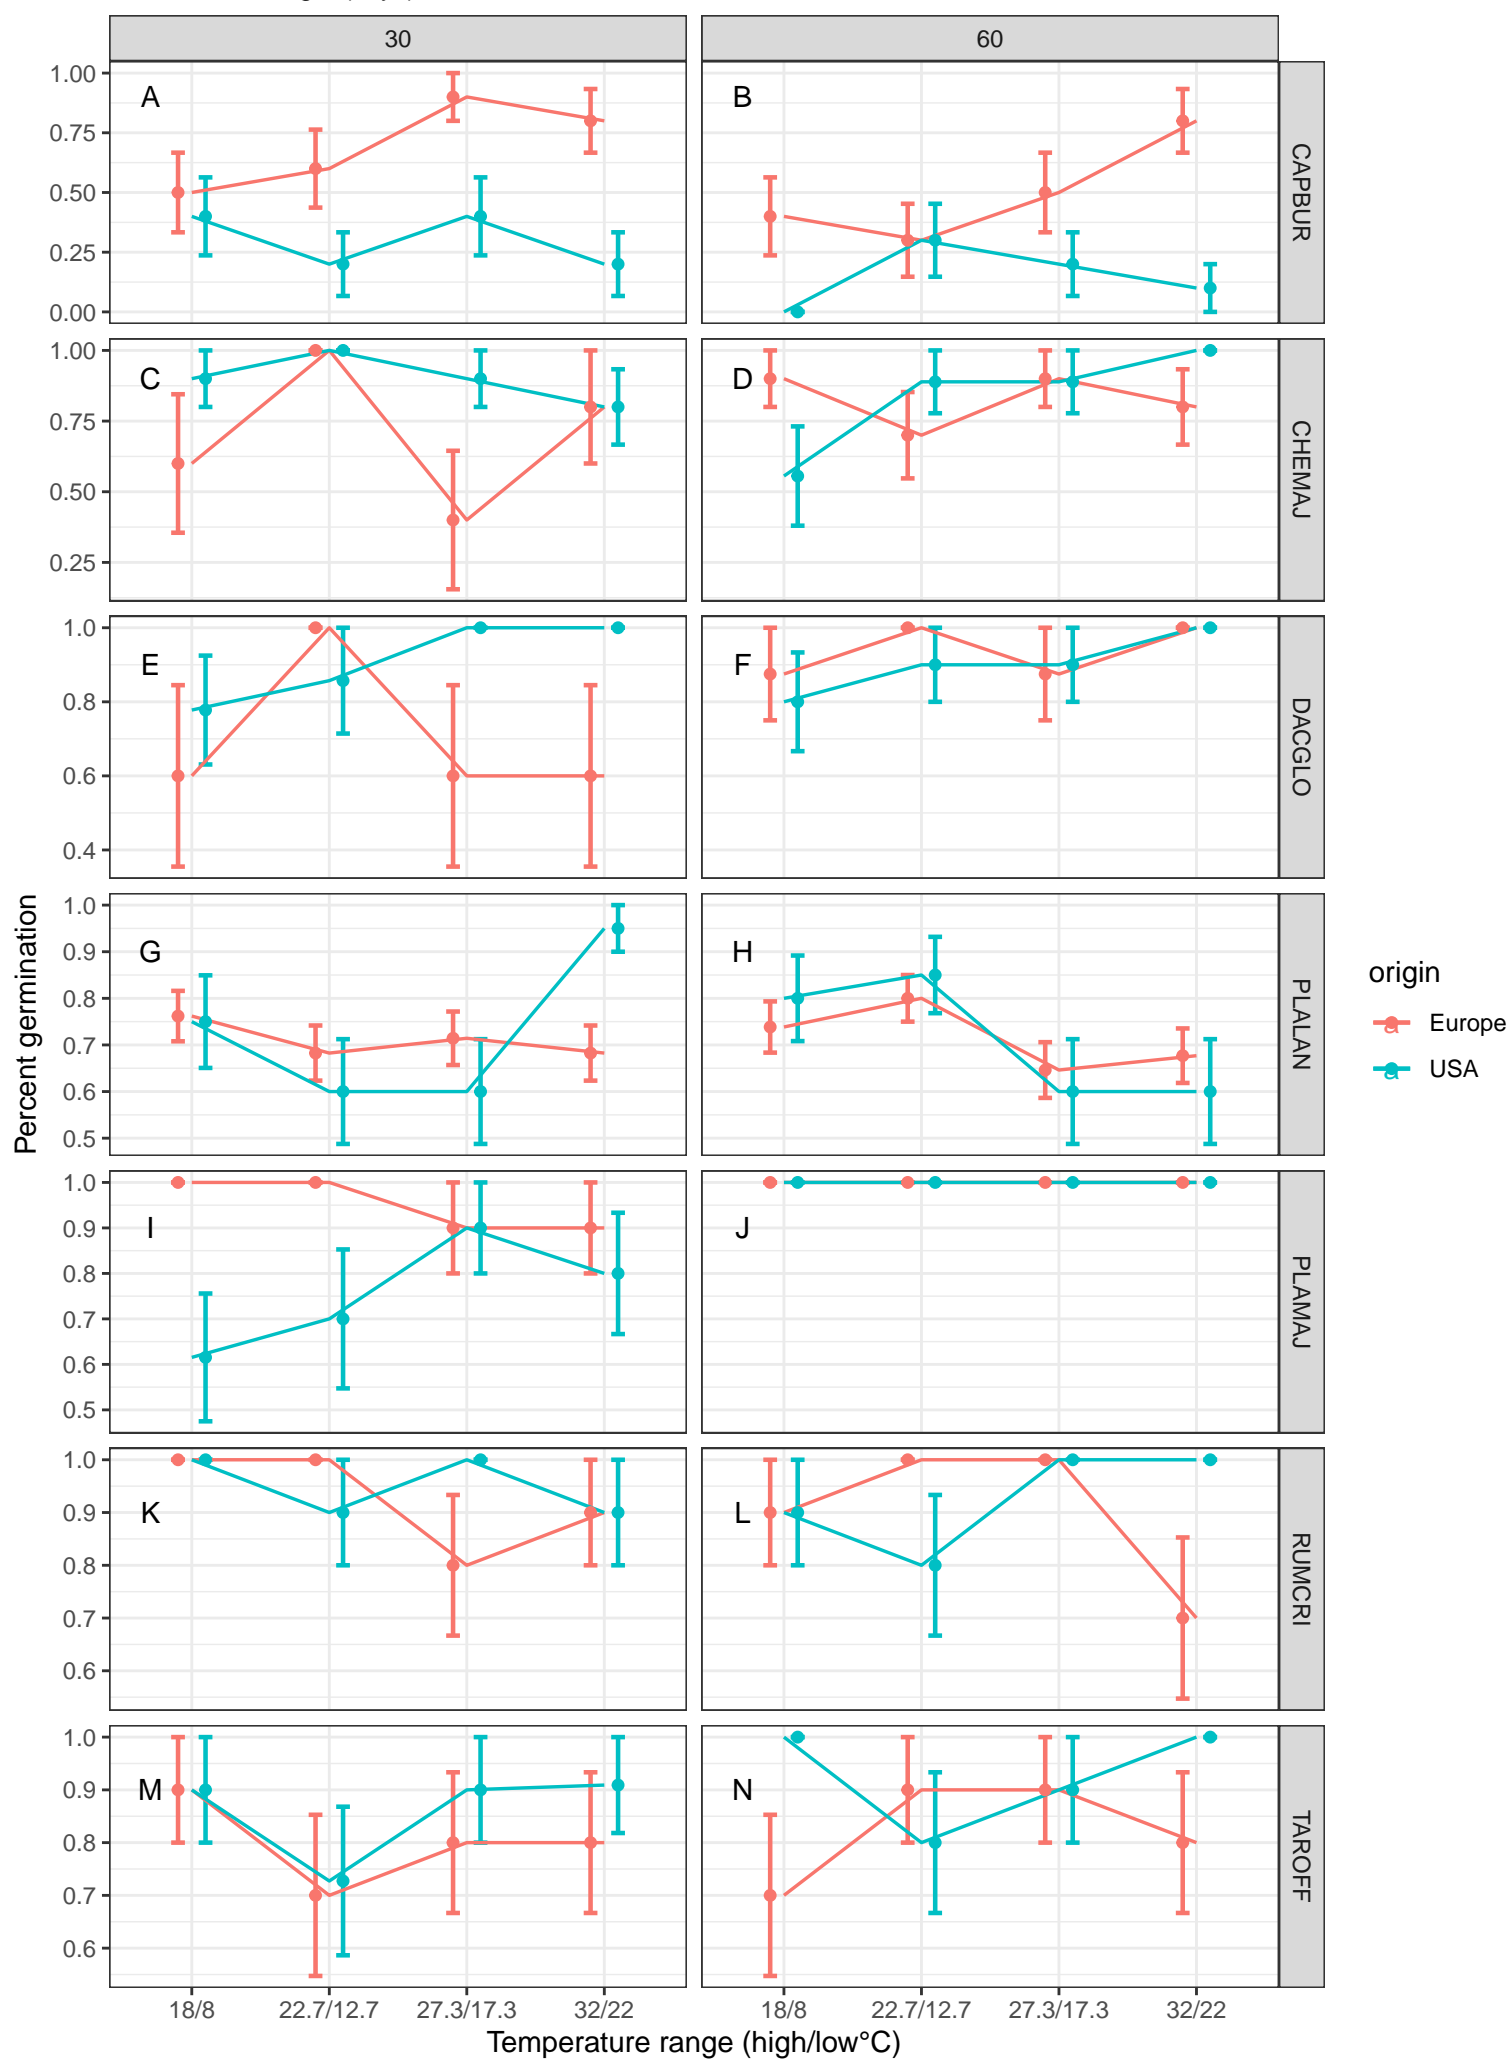 30 60
A B CAPBUR
1.00
0.75
0.50
0.25
0.00
C D CHEMAJ
1.00
0.75
0.50
0.25
E F DACGLO
1.0
0.8
0.6
0.4
G H PLALAN
1.0
0.9
0.8
0.7
0.6
0.5
I J PLAMAJ
1.0
0.9
0.8
0.7
0.6
0.5
K L RUMCRI
1.0
0.9
0.8
0.7
0.6
M N TAROFF
1.0
0.9
0.8
0.7
0.6
18/8 22.7/12.7 27.3/17.3 32/22 18/8 22.7/12.7 27.3/17.3 32/22
Temperature range (high/low°C)
Percent germination
origin
a Europe
a USA